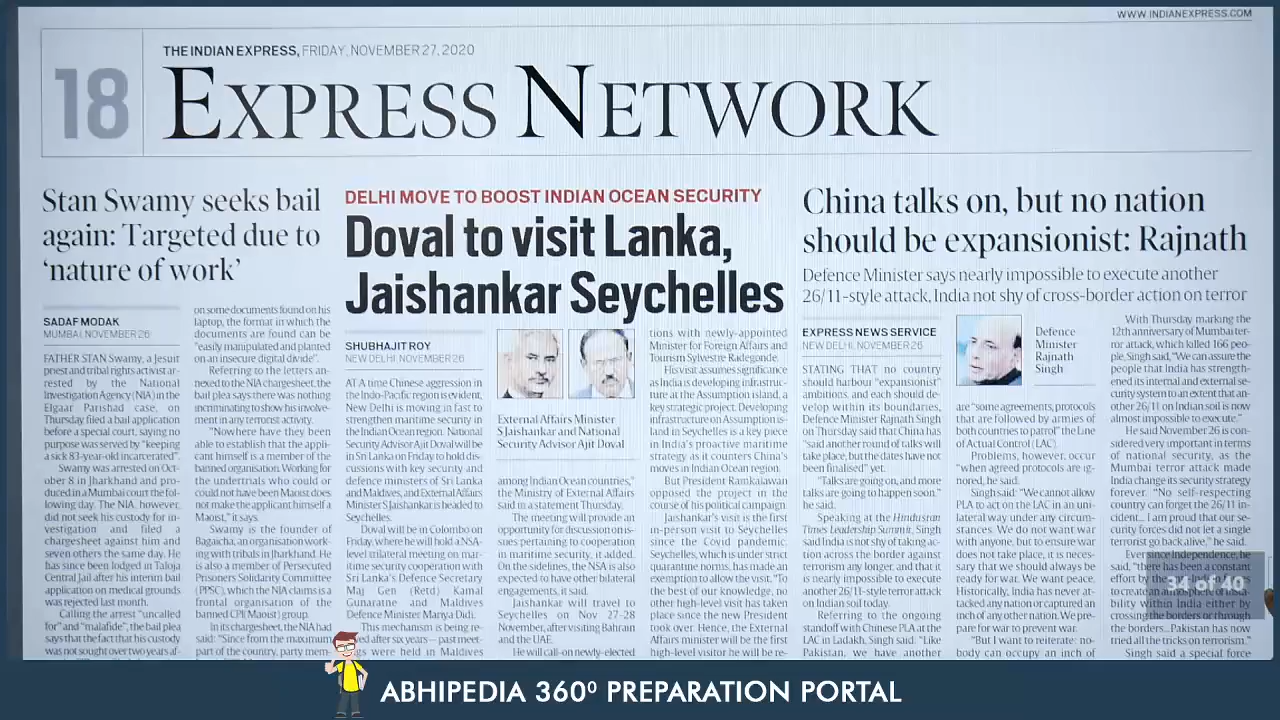 WWW.INDIANEXPRESS.COM
THE INDIAN EXPRESS, FRIDAY, NOVEMBER 27, 2020
18
EXPRESS NETWORK
Stan Swamy seeks bail
again: Targeted due to
‘nature of work’
SADAF MODAK
MUMBAI, NOVEMBER 26
FATHER STAN Swamy, a Jesuit
priest and tribal rights activist ar-
rested by the National
Investigation Agency (NIA) in the
Elgaar Parishad case, on
Thursday filed a bail application
before a special court, saying no
purpose was served by "keeping
a sick 83-year-old incarcerated".
Swamy was arrested on Oct-
ober 8 in Jharkhand and pro-
duced in a Mumbai court the fol-
lowing day. The NIA, however,
did not seek his custody for in-
vestigation and filed a
chargesheet against him and
seven others the same day. He
has since been lodged in Taloja
Central Jail after his interim bail
application on medical grounds
was rejected last month.
Calling the arrest "uncalled
for" and "malafide", the bail plea
says that the fact that his custody
was not sought over two years af-
on some documents found on his
laptop, the format in which the
documents are found can be
"easily manipulated and planted
on an insecure digital divide".
Referring to the letters an-
nexed to the NIA chargesheet, the
bail plea says there was nothing
incriminating to show his involve-
ment in any terrorist activity.
"Nowhere have they been
able to establish that the appli-
cant himself is a member of the
banned organisation. Working for
the undertrials who could or
could not have been Maoist does
not make the applicant himself a
Maoist," it says.
Swamy is the founder of
Bagaicha, an organisation work-
ing with tribals in Jharkhand. He
is also a member of Persecuted
Prisoners Solidarity Committee
(PPSC), which the NIA claims is a
frontal organisation of the
banned CPI( Maoist) group.
In its chargesheet, the NIA had
said: "Since from the maximum
part of the country, party mem-
DELHI MOVE TO BOOST INDIAN OCEAN SECURITY
Doval to visit Lanka,
Jaishankar Seychelles
SHUBHAJIT ROY
NEW DELHI, NOVEMBER 26
AT A time Chinese aggression in
the Indo-Pacific region is evident,
New Delhi is moving in fast to
strengthen maritime security in
the Indian Ocean region. National
Security Advisor Ajit Doval will be
in Sri Lanka on Friday to hold dis-
cussions with key security and
defence ministers of Sri Lanka
and Maldives, and External Affairs
Minister S Jaishankar is headed to
Seychelles.
Doval will be in Colombo on
Friday, where he will hold a NSA-
level trilateral meeting on mar-
itime security cooperation with
Sri Lanka's Defence Secretary
Maj Gen (Retd) Kamal
Gunaratne and Maldives
Defence Minister Mariya Didi.
This mechanism is being re-
ed after six years — past meet-
gs were held in Maldives
External Affairs Minister
S Jaishankar and National
Security Advisor Ajit Doval
among Indian Ocean countries,"
the Ministry of External Affairs
said in a statement Thursday.
The meeting will provide an
opportunity for discussion on is-
sues pertaining to cooperation
in maritime security, it added.
On the sidelines, the NSA is also
expected to have other bilateral
engagements, it said.
Jaishankar will travel to
Seychelles on Nov 27-28
November, after visiting Bahrain
and the UAE.
He will call-on newly-elected
tions with newly-appointed
Minister for Foreign Affairs and
Tourism Sylvestre Radegonde.
His visit assumes significance
as India is developing infrastruc-
ture at the Assumption island, a
key strategic project. Developing
infrastructure on Assumption is-
land in Seychelles is a key piece
in India's proactive maritime
strategy as it counters China's
moves in Indian Ocean region.
But President Ramkalawan
opposed the project in the
course of his political campaign.
Jaishankar's visit is the first
in-person visit to Seychelles
since the Covid pandemic.
Seychelles, which is under strict
quarantine norms, has made an
exemption to allow the visit. "To
the best of our knowledge, no
other high-level visit has taken
place since the new President
took over. Hence, the External
Affairs minister will be the first
high-level visitor he will be re-
China talks on, but no nation
should be expansionist: Rajnath
Defence Minister says nearly impossible to execute another
26/11-style attack, India not shy of cross-border action on terror
EXPRESS NEWS SERVICE
NEW DELHI, NOVEMBER 26
STATING THAT no country
should harbour "expansionist"
ambitions, and each should de-
velop within its boundaries,
Defence Minister Rajnath Singh
on Thursday said that China has
"said another round of talks will
take place, but the dates have not
been finalised" yet.
"Talks are going on, and more
talks are going to happen soon,"
he said.
Speaking at the Hindustan
Times Leadership Summit, Singh
said India is not shy of taking ac-
tion across the border against
terrorism any longer, and that it
is nearly impossible to execute
another 26/11-style terror attack
on Indian soil today.
Referring to the ongoing
standoff with Chinese PLA at the
LAC in Ladakh, Singh said: "Like
Pakistan, we have another
Defence
Minister
Rajnath
Singh
are "some agreements, protocols
that are followed by armies of
both countries to patrol" the Line
of Actual Control (LAC).
Problems, however, occur
"when agreed protocols are ig-
nored, he said.
Singh said: "We cannot allow
PLA to act on the LAC in an uni-
lateral way under any circum-
stances. We do not want war
with anyone, but to ensure war
does not take place, it is neces-
sary that we should always be
ready for war. We want peace.
Historically, India has never at-
tacked any nation or captured an
inch of any other nation. We pre-
pare for war to prevent war.
"But I want to reiterate: no-
body can occupy an inch of
With Thursday marking the
12th anniversary of Mumbai ter-
ror attack, which killed 166 peo-
ple, Singh said, "We can assure the
people that India has strength-
ened its internal and external se-
curity system to an extent that an-
other 26/11 on Indian soil is now
almost impossible to execute."
He said November 26 is con-
sidered very important in terms
of national security, as the
Mumbai terror attack made
India change its security strategy
forever. "No self-respecting
country can forget the 26/11 in-
cident... I am proud that our se-
curity forces did not let a single
terrorist go back alive," he said.
Ever since Independence, he
said, "there has been a constant
effort by the
to create an atmosphere of
bility within India either by
crossing the borders or through
the borders... Pakistan has now
tried all the tricks on terrorism."
Singh said a special force
34 of 40
ABHIPEDIA 360⁰ PREPARATION PORTAL